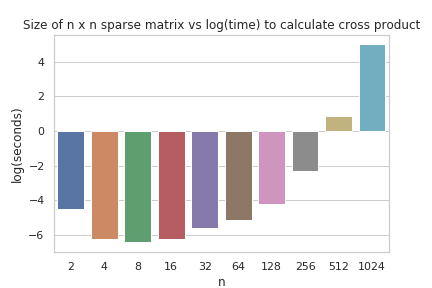 Size of n x n sparse matrix vs log(time) to calculate cross product
4
2
0
−2
−4
−6
log(seconds)
2 4 8 16 32 64 128 256 512 1024
n